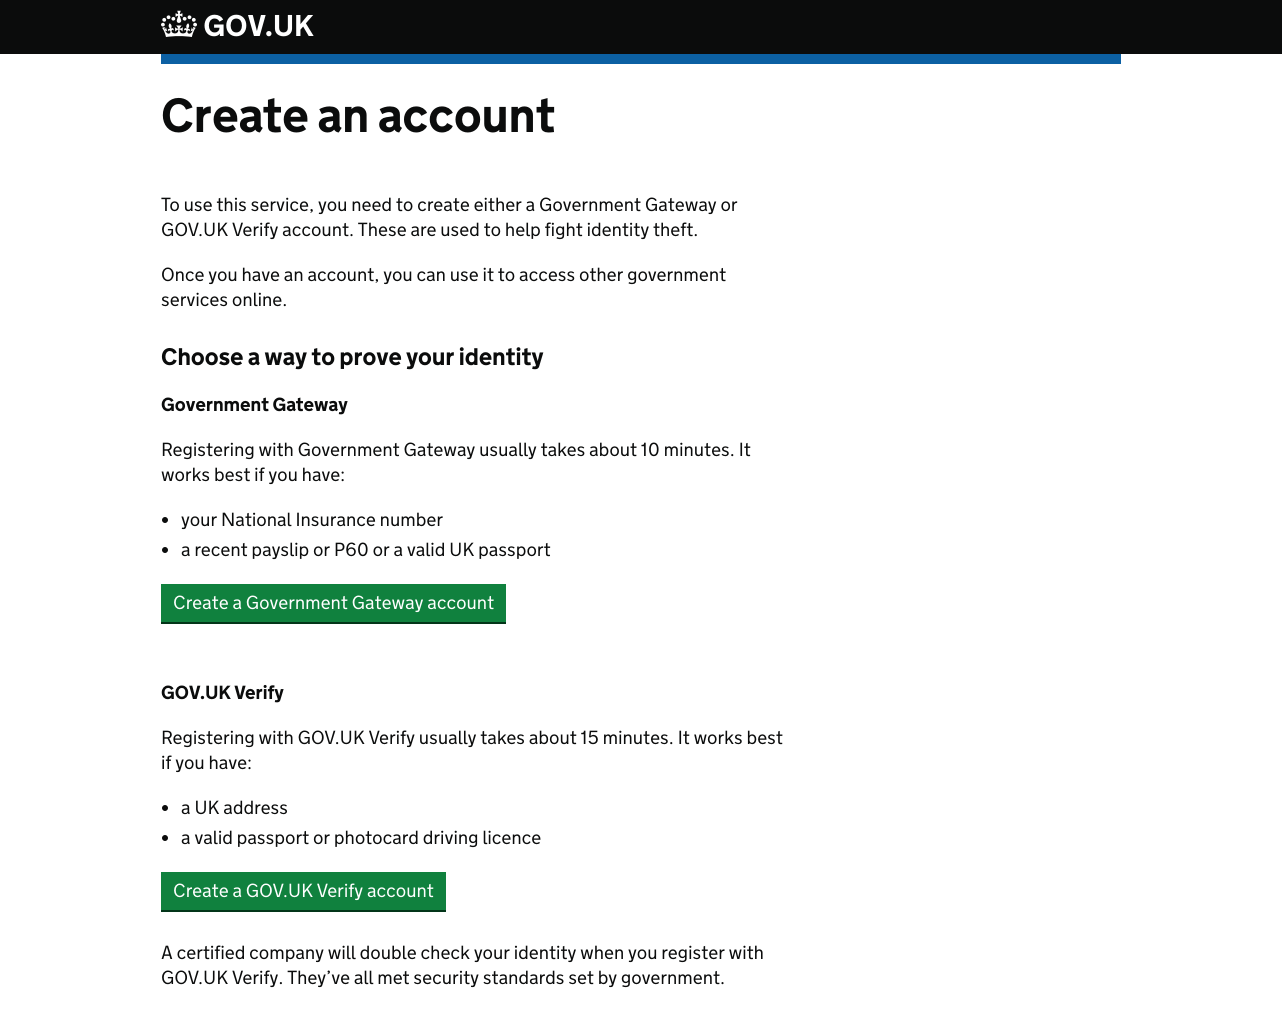 GOV.UK
Create an account
To use this service, you need to create either a Government Gateway or
GOV.UK Verify account. These are used to help fight identity theft.
Once you have an account, you can use it to access other government
services online.
Choose a way to prove your identity
Government Gateway
Registering with Government Gateway usually takes about 10 minutes. It
works best if you have:
• your National Insurance number
• a recent payslip or P60 or a valid UK passport
Create a Government Gateway account
GOV.UK Verify
Registering with GOV.UK Verify usually takes about 15 minutes. It works best
if you have:
• a UK address
• a valid passport or photocard driving licence
Create a GOV.UK Verify account
A certified company will double check your identity when you register with
GOV.UK Verify. They’ve all met security standards set by government.